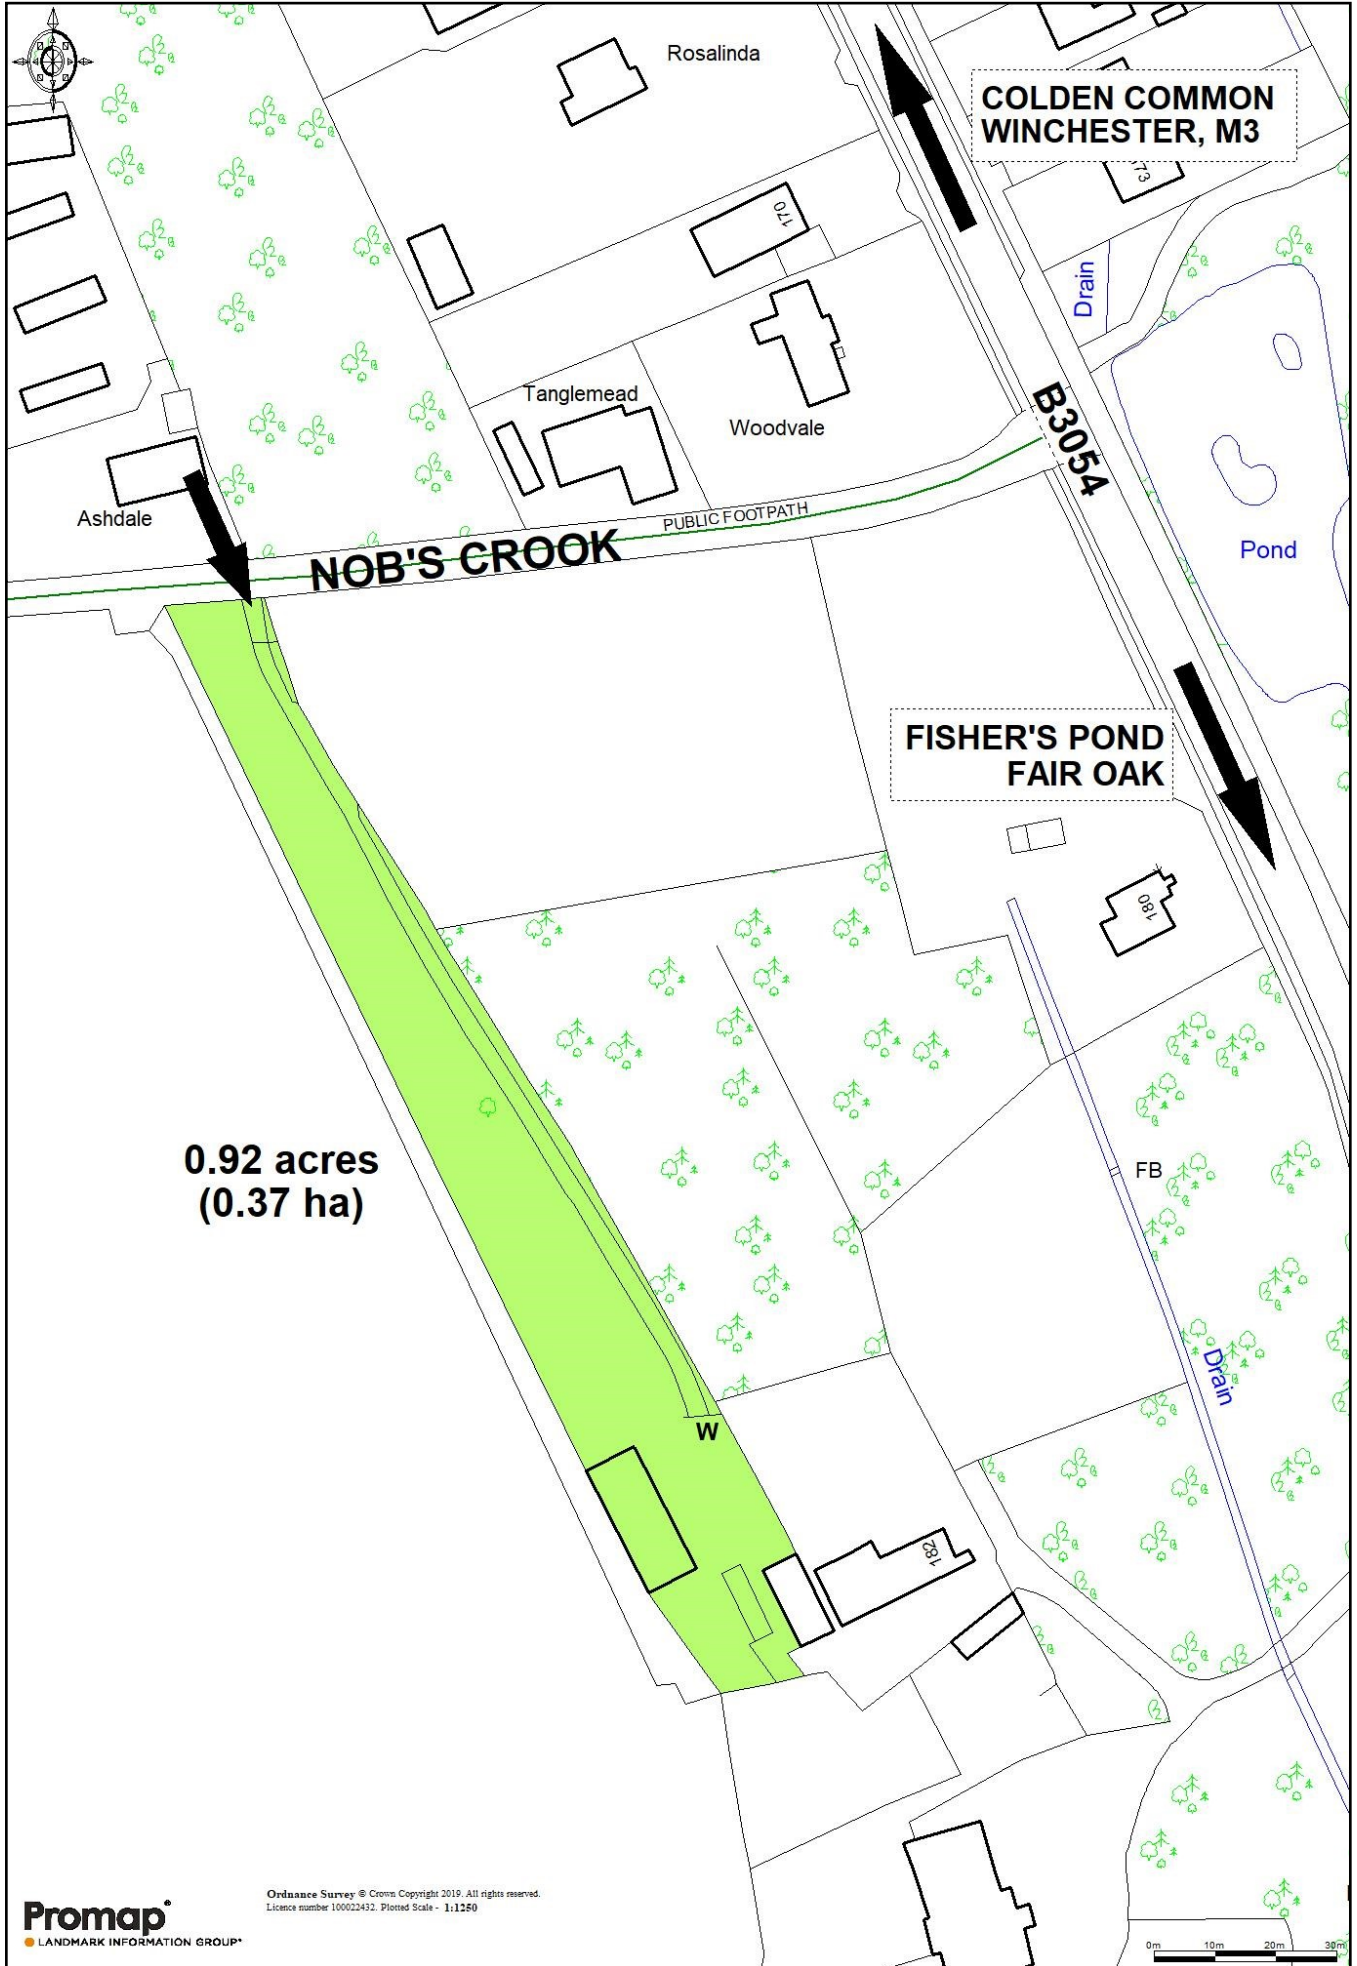 Rosalinda
COLDEN COMMON
WINCHESTER, M3
73
170
Drain
Tanglemead
Woodvale
B3054
Ashdale
PUBLIC FOOTPATH
NOB'S CROOK
Pond
FISHER'S POND
FAIR OAK
180
0.92 acres
(0.37 ha)
FB
Drain
W
182
Promap®
LANDMARK INFORMATION GROUP®
Ordnance Survey © Crown Copyright 2019. All rights reserved.
Licence number 100022432. Plotted Scale - 1:1250
0m 10m 20m 30m